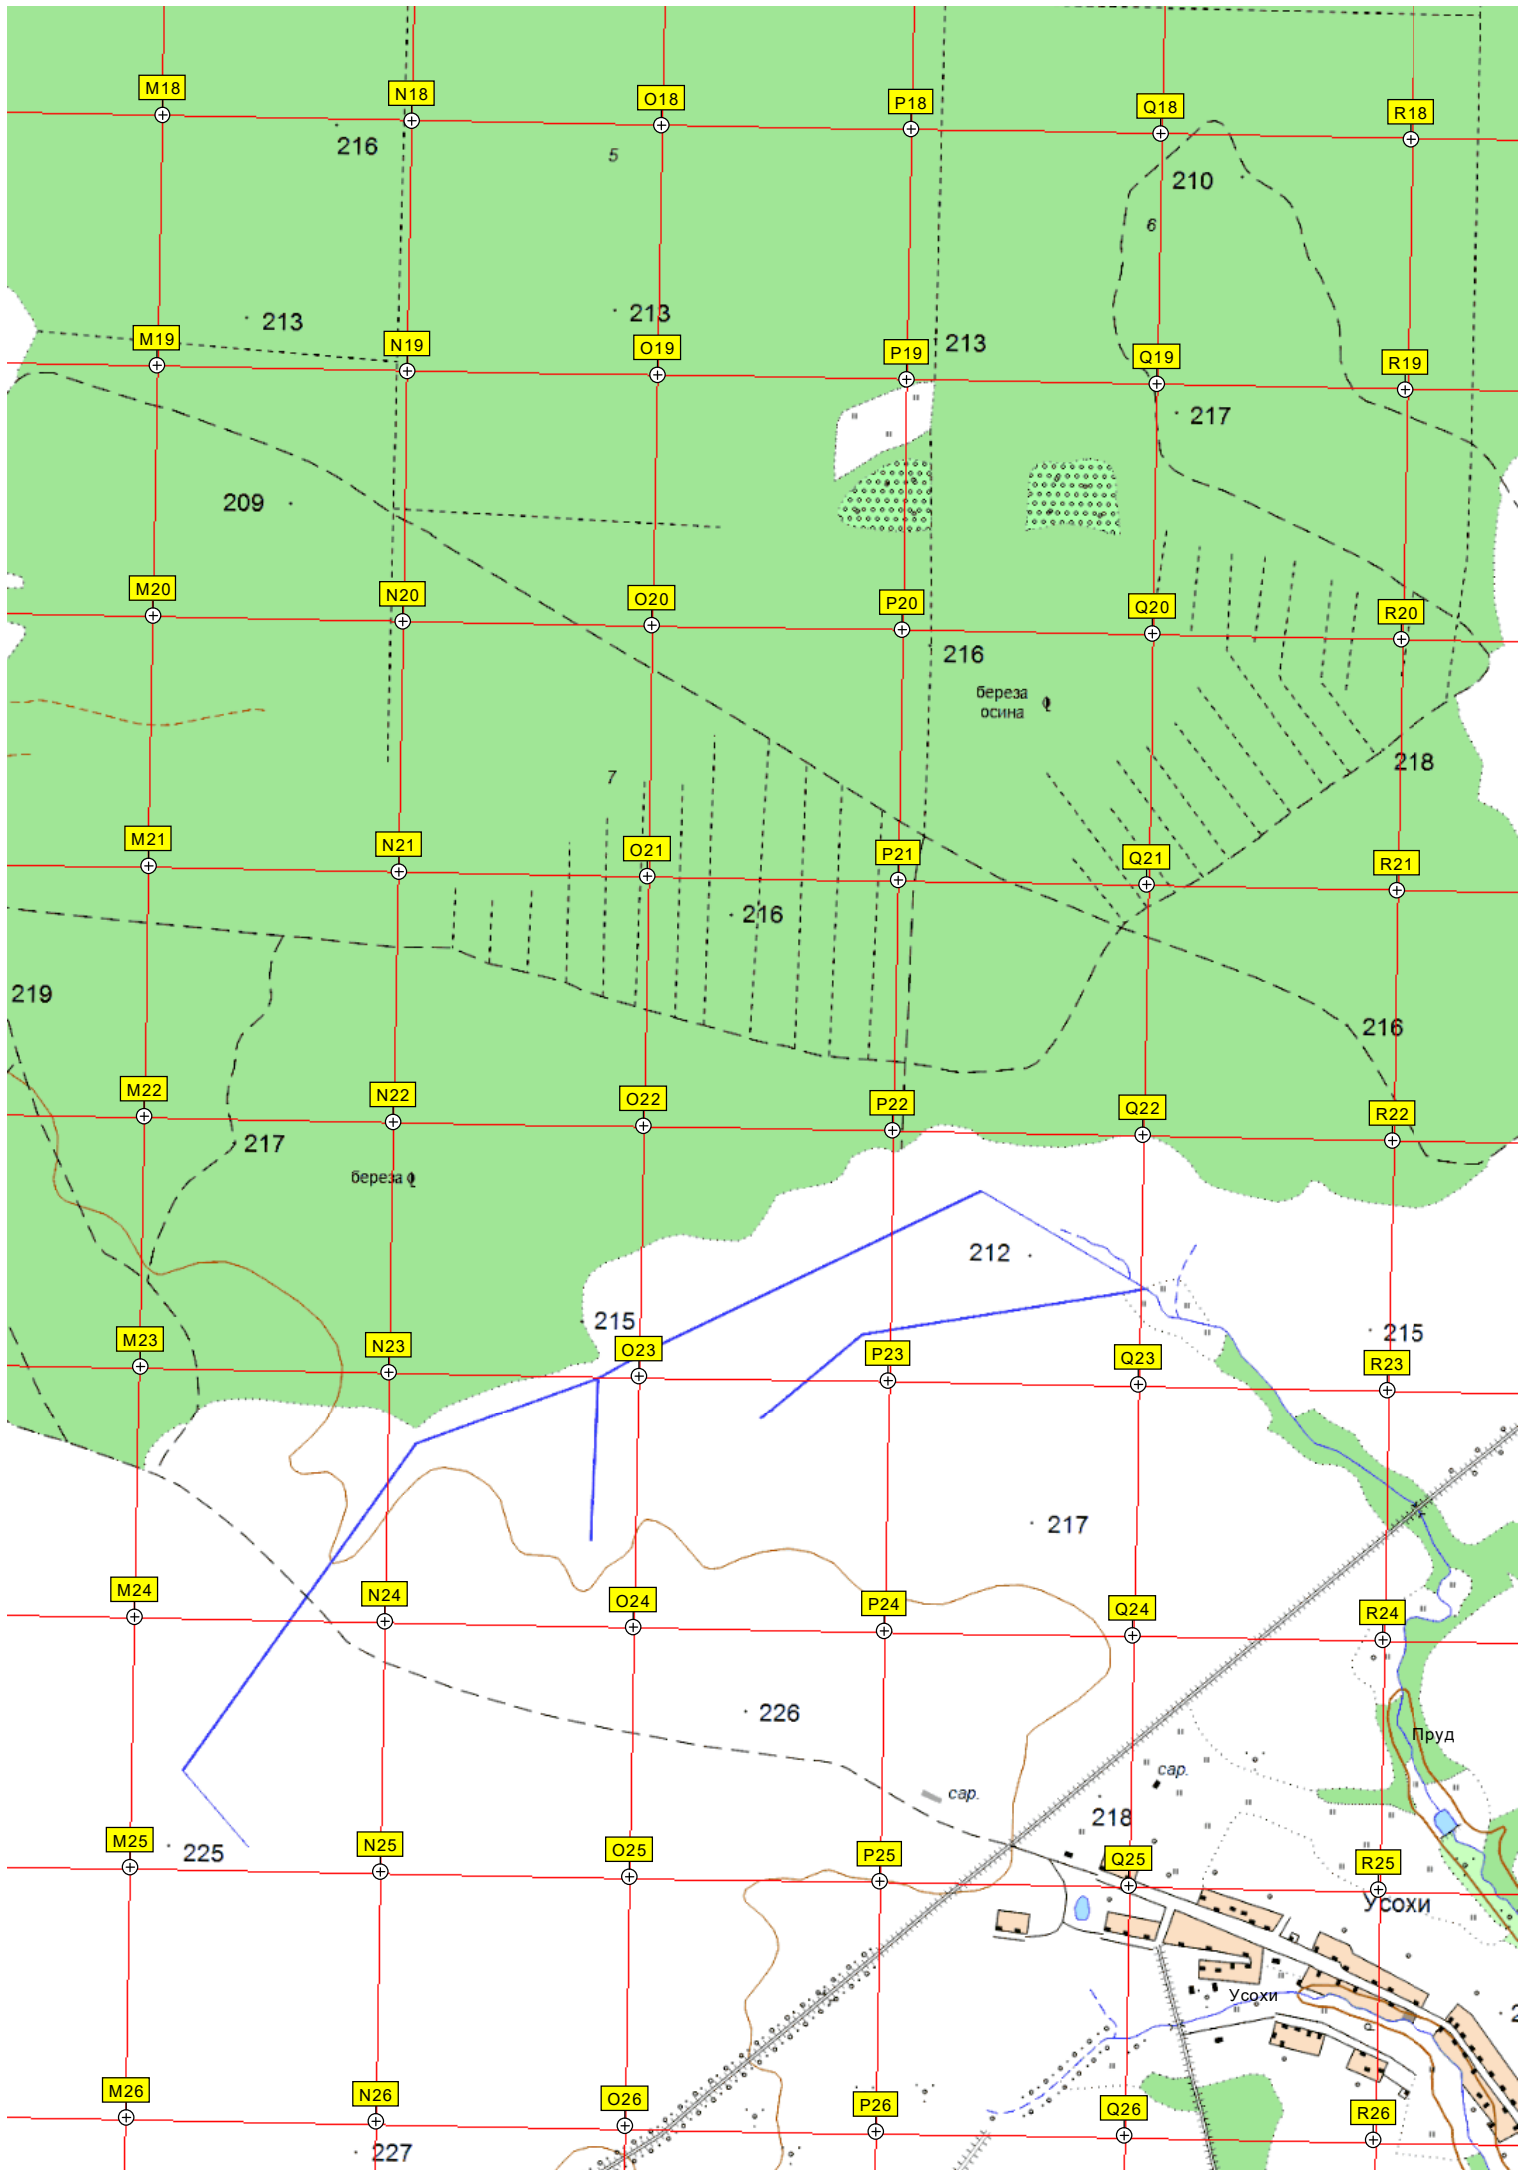 M18
N18
O18
P18
Q18
R18
216
5
210
6
213
213
213
M19
N19
O19
P19
Q19
R19
217
209
M20
N20
O20
P20
Q20
R20
216
береза
осина
7
218
M21
N21
O21
P21
Q21
R21
216
219
216
M22
N22
O22
P22
Q22
R22
217
береза
212
215
215
M23
N23
O23
P23
Q23
R23
217
M24
N24
O24
P24
Q24
R24
226
Пруд
сар.
сар.
218
225
M25
N25
O25
P25
Q25
R25
Усохи
Усохи
M26
N26
O26
P26
Q26
R26
227